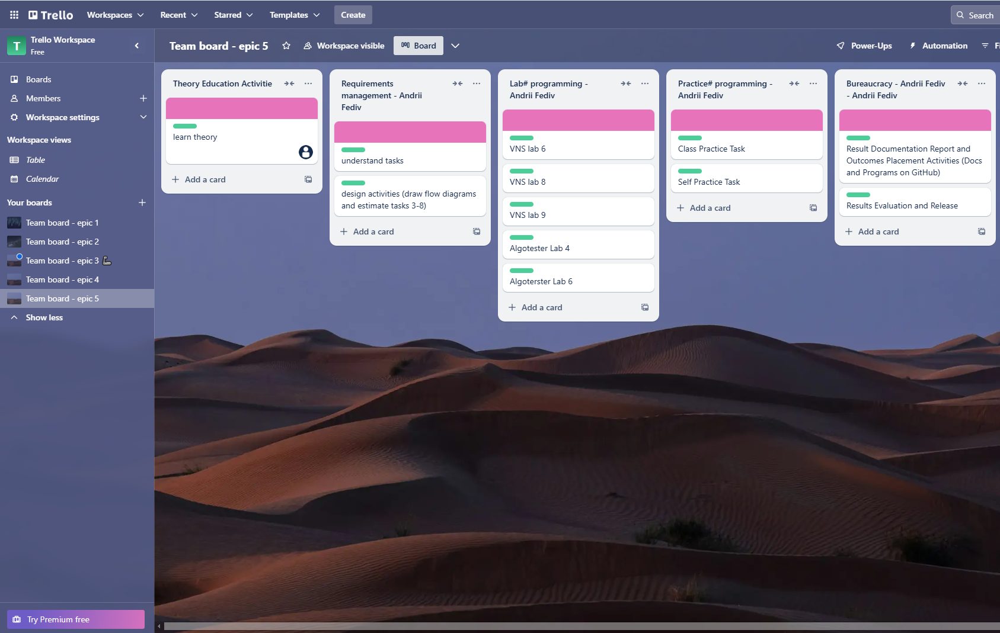 Trello
Workspaces
Recent
Starred
Templates
Create
Search
T
Trello Workspace
Free
Team board - epic 5
Workspace visible
Board
Power-Ups
Automation
Fi
Boards
Members
Workspace settings
Workspace views
Table
Calendar
Your boards
Team board - epic 1
Team board - epic 2
Team board - epic 3
Team board - epic 4
Team board - epic 5
Show less
Try Premium free
Theory Education Activitie
learn theory
Add a card
Requirements
management - Andrii
Fediv
understand tasks
design activities (draw flow diagrams
and estimate tasks 3-8)
Add a card
Lab# programming -
Andrii Fediv
VNS lab 6
VNS lab 8
VNS lab 9
Algotester Lab 4
Algoterster Lab 6
Add a card
Practice# programming -
Andrii Fediv
Class Practice Task
Self Practice Task
Add a card
Bureaucracy - Andrii Fediv
- Andrii Fediv
Result Documentation Report and
Outcomes Placement Activities (Docs
and Programs on GitHub)
Results Evaluation and Release
Add a card